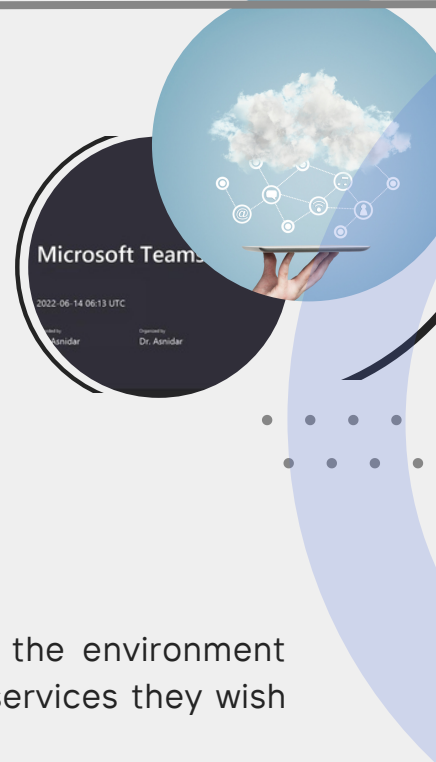 Microsoft Teams
2022-06-14 06:13 UTC
Organized by
Asnidar
Dr. Asnidar
the environment
services they wish